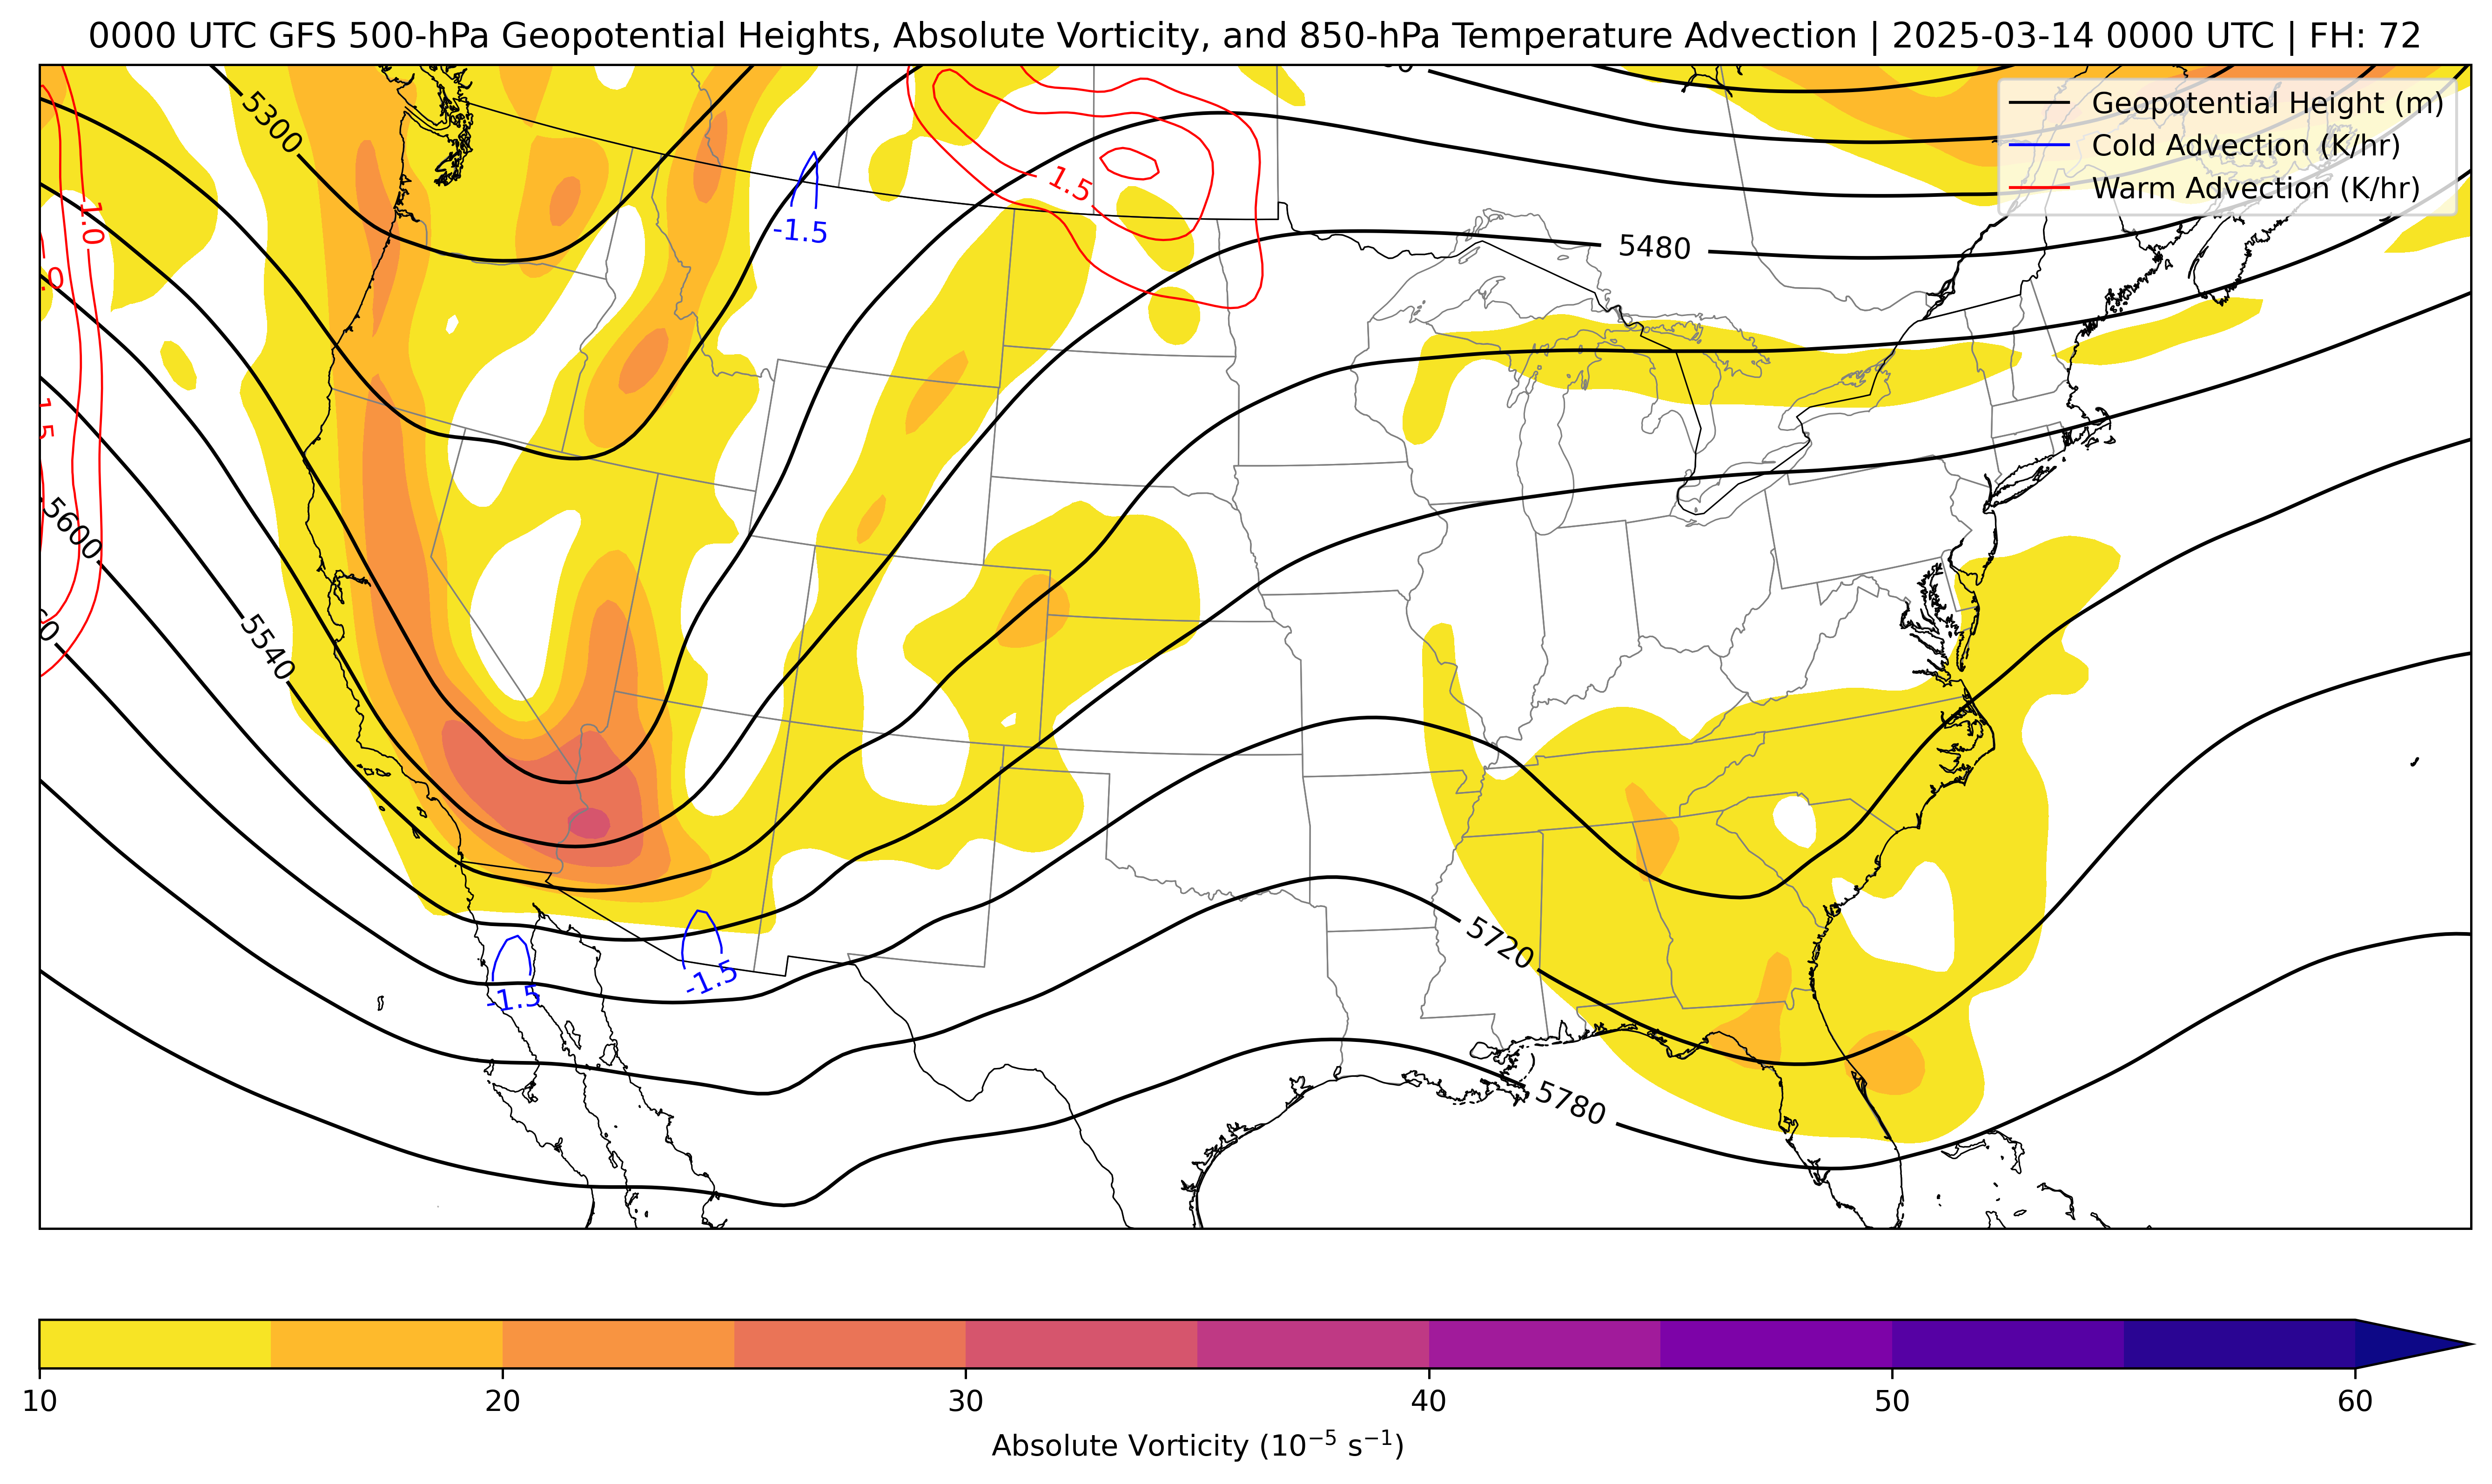 0000 UTC GFS 500-hPa Geopotential Heights, Absolute Vorticity, and 850-hPa Temperature Advection | 2025-03-14 0000 UTC | FH: 72
Geopotential Height (m)
Cold Advection (K/hr)
Warm Advection (K/hr)
5300
1.5
1.0
-1.5
5480
5600
5540
5720
-1.5
-1.5
5780
10 20 30 40 50 60
Absolute Vorticity (10⁻⁵ s⁻¹)